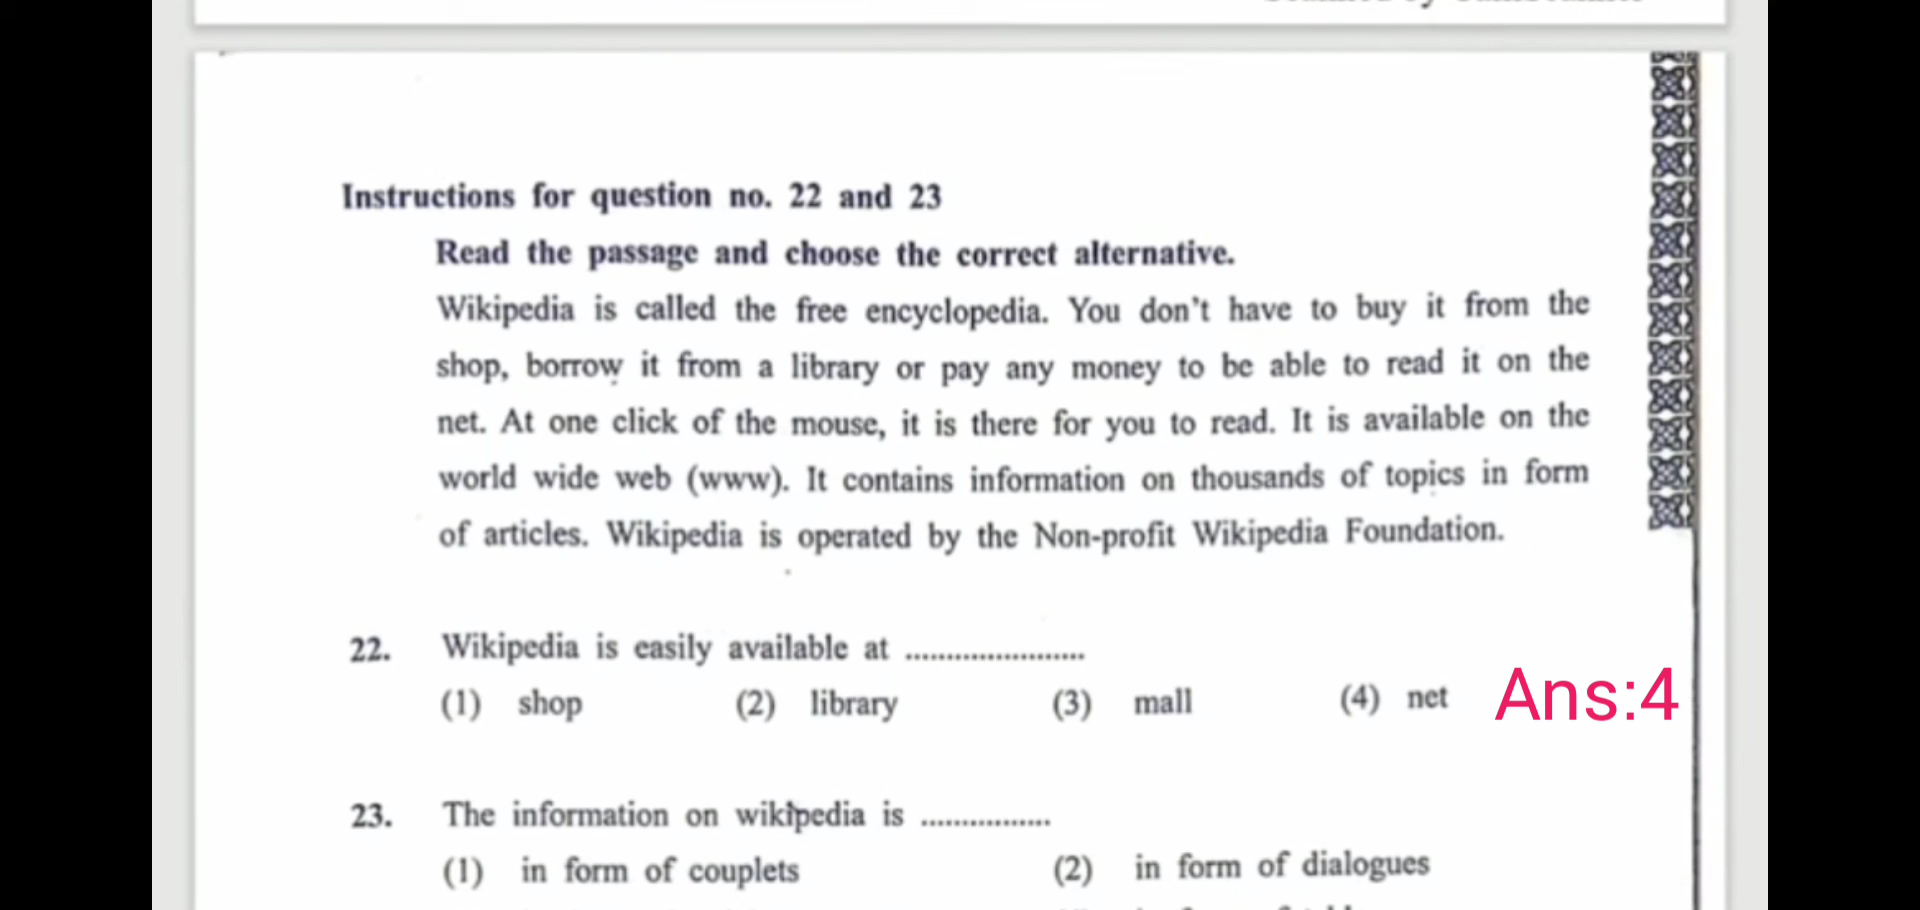 Instructions for question no. 22 and 23
Read the passage and choose the correct alternative.
Wikipedia is called the free encyclopedia. You don't have to buy it from the
shop, borrow it from a library or pay any money to be able to read it on the
net. At one click of the mouse, it is there for you to read. It is available on the
world wide web (www). It contains information on thousands of topics in form
of articles. Wikipedia is operated by the Non-profit Wikipedia Foundation.
22. Wikipedia is easily available at ......................
(1) shop (2) library (3) mall (4) net Ans:4
23. The information on wikipedia is ................
(1) in form of couplets (2) in form of dialogues